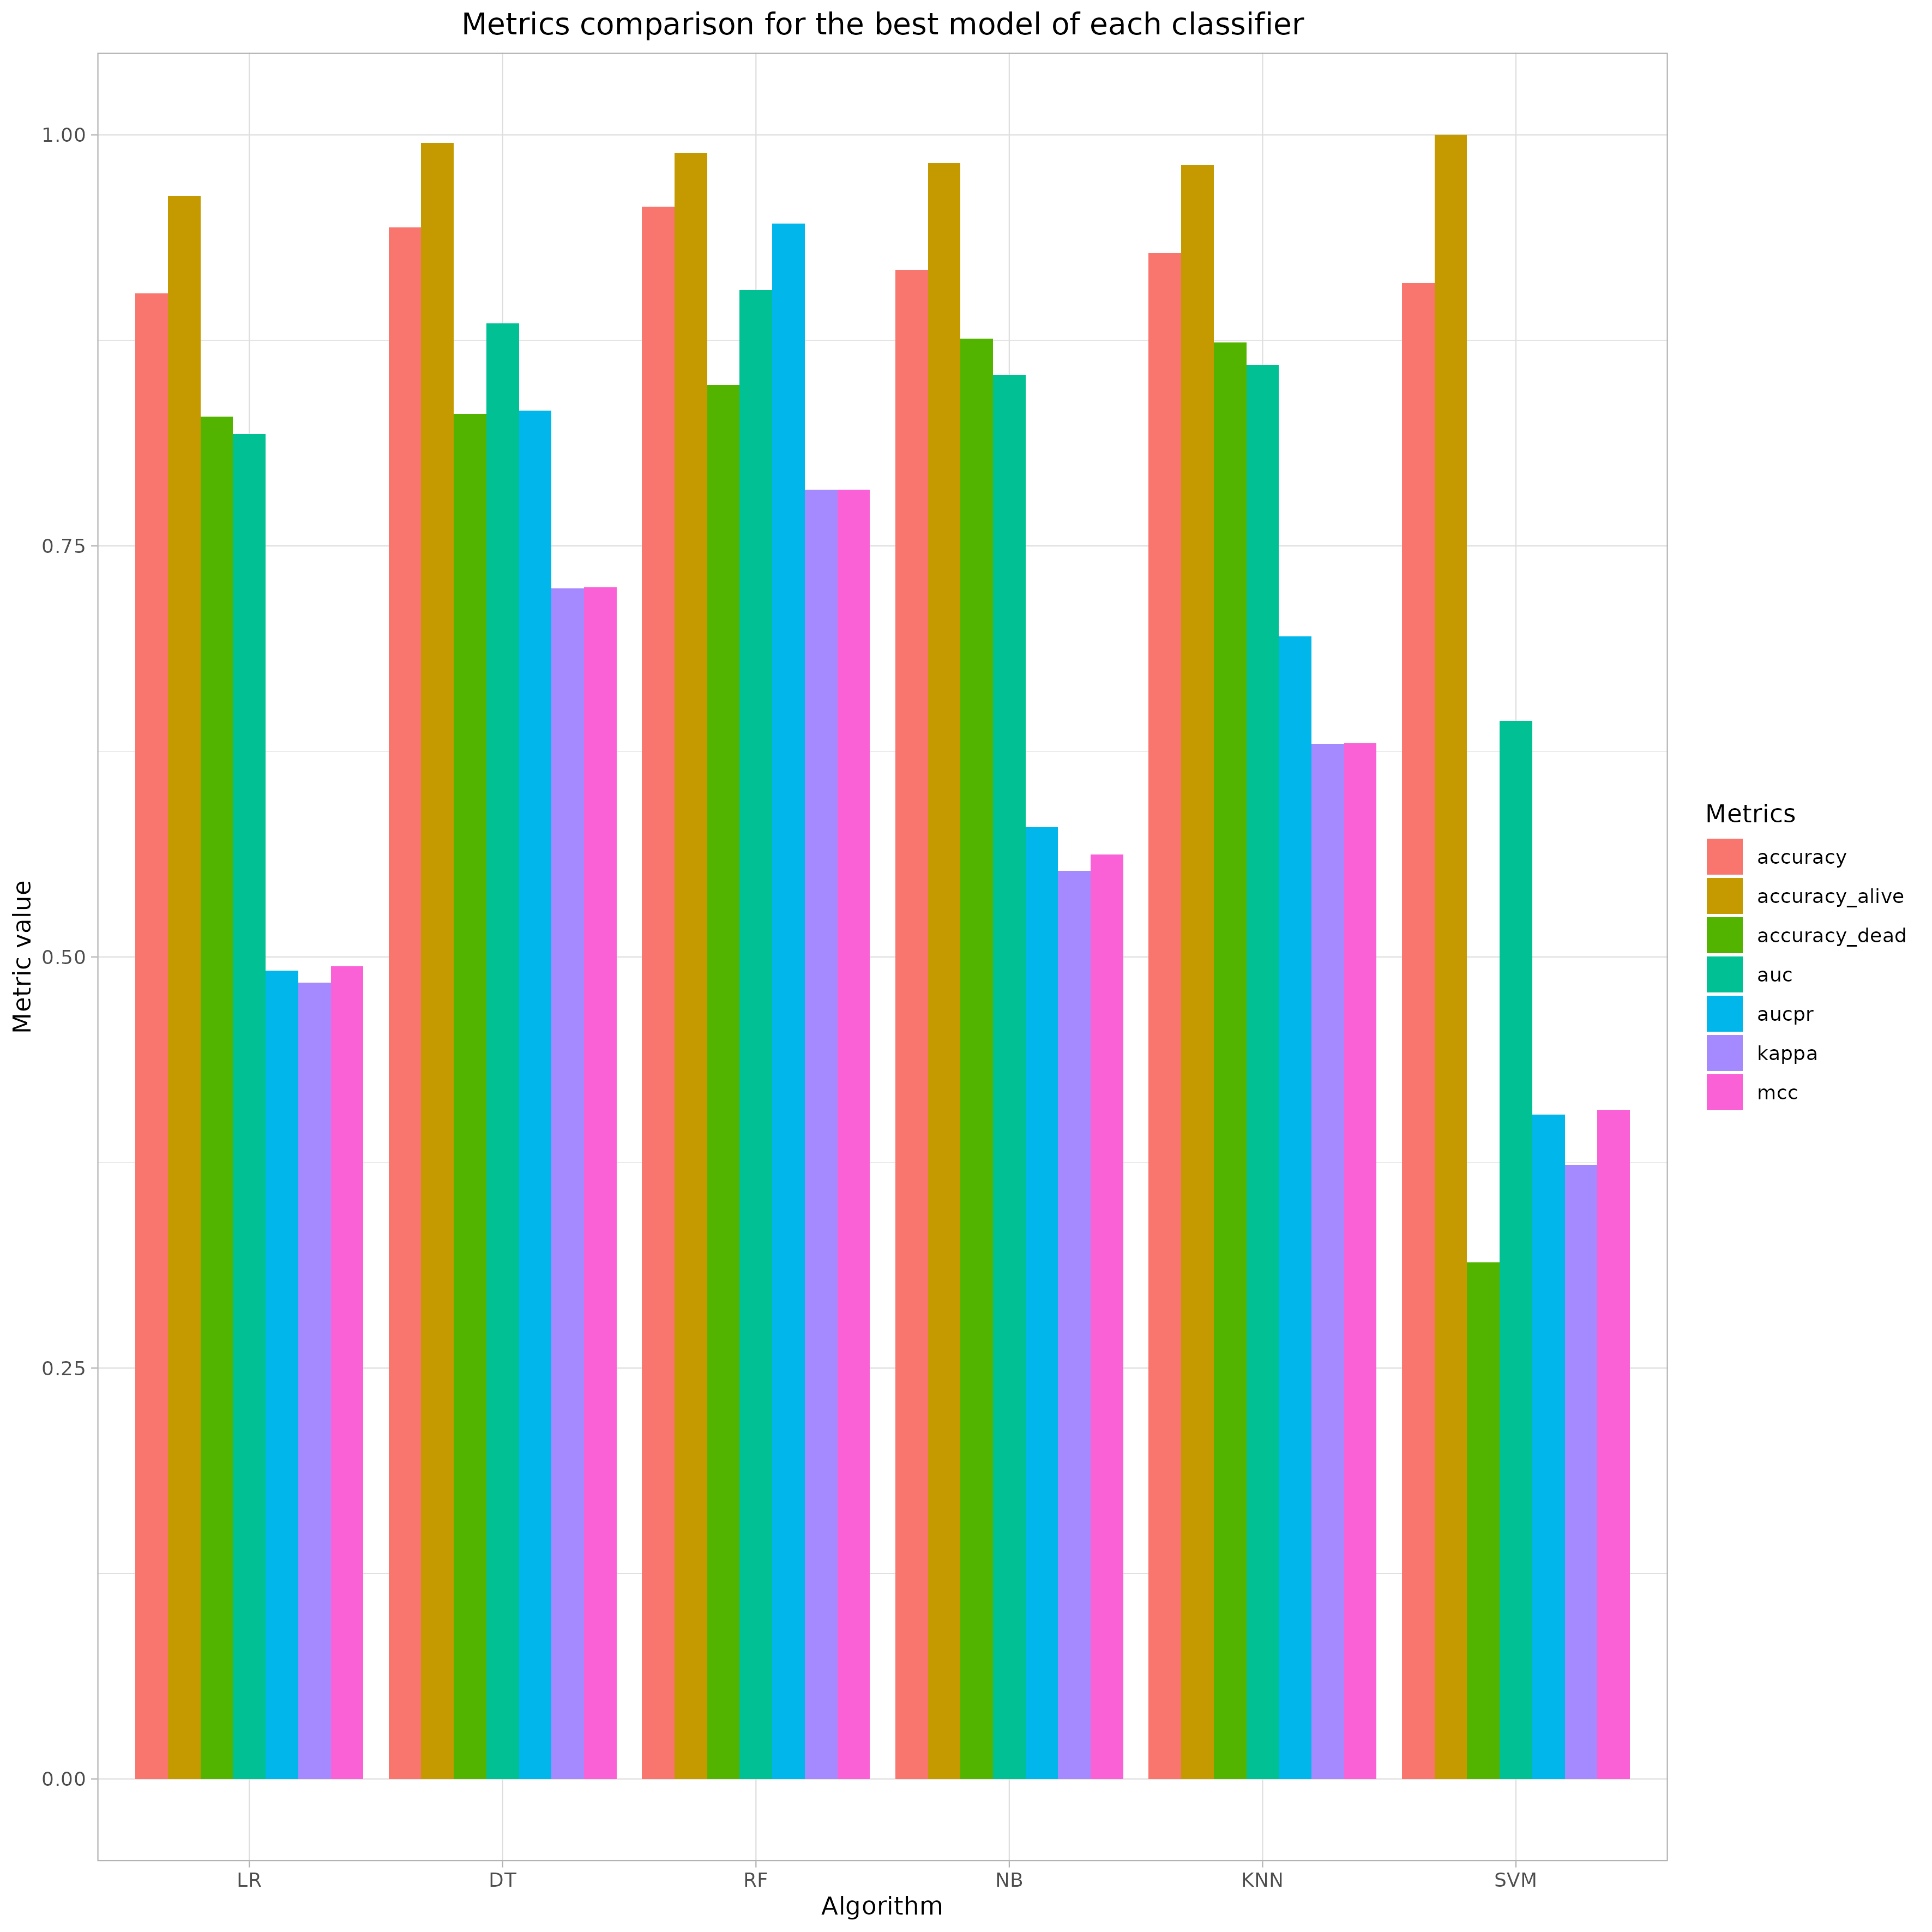 Metrics comparison for the best model of each classifier
1.00
0.75
0.50
0.25
0.00
Metric value
LR DT RF NB KNN SVM
Algorithm
Metrics
accuracy
accuracy_alive
accuracy_dead
auc
aucpr
kappa
mcc